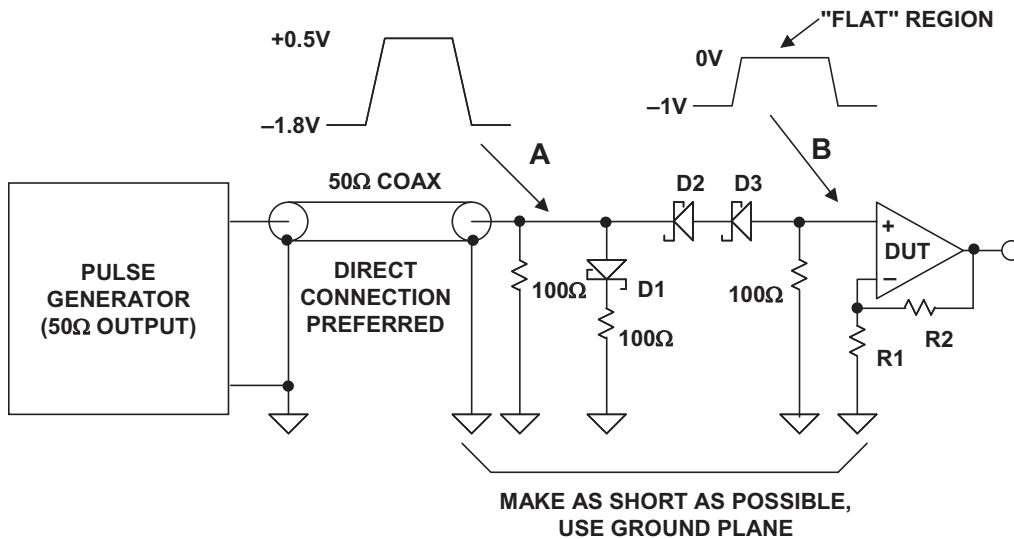 "FLAT" REGION
+0.5V
–1.8V
0V
–1V
A
B
50Ω COAX
D2
D3
PULSE
GENERATOR
(50Ω OUTPUT)
DIRECT
CONNECTION
PREFERRED
100Ω
D1
100Ω
100Ω
+
DUT
–
R2
R1
MAKE AS SHORT AS POSSIBLE,
USE GROUND PLANE